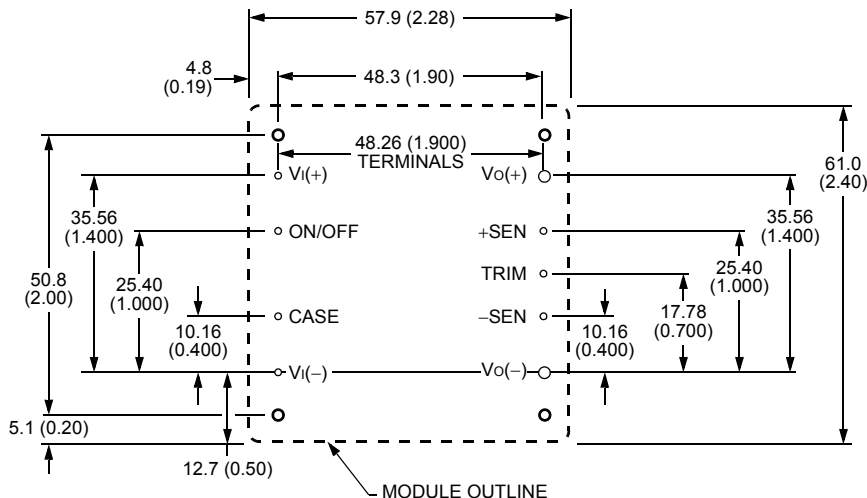 57.9 (2.28)
4.8
(0.19)
48.3 (1.90)
48.26 (1.900)
TERMINALS
61.0
(2.40)
VI(+)
VO(+)
35.56
(1.400)
35.56
(1.400)
ON/OFF
+SEN
25.40
(1.000)
TRIM
50.8
(2.00)
25.40
(1.000)
17.78
(0.700)
CASE
–SEN
10.16
(0.400)
10.16
(0.400)
VI(–)
VO(–)
5.1 (0.20)
12.7 (0.50)
MODULE OUTLINE